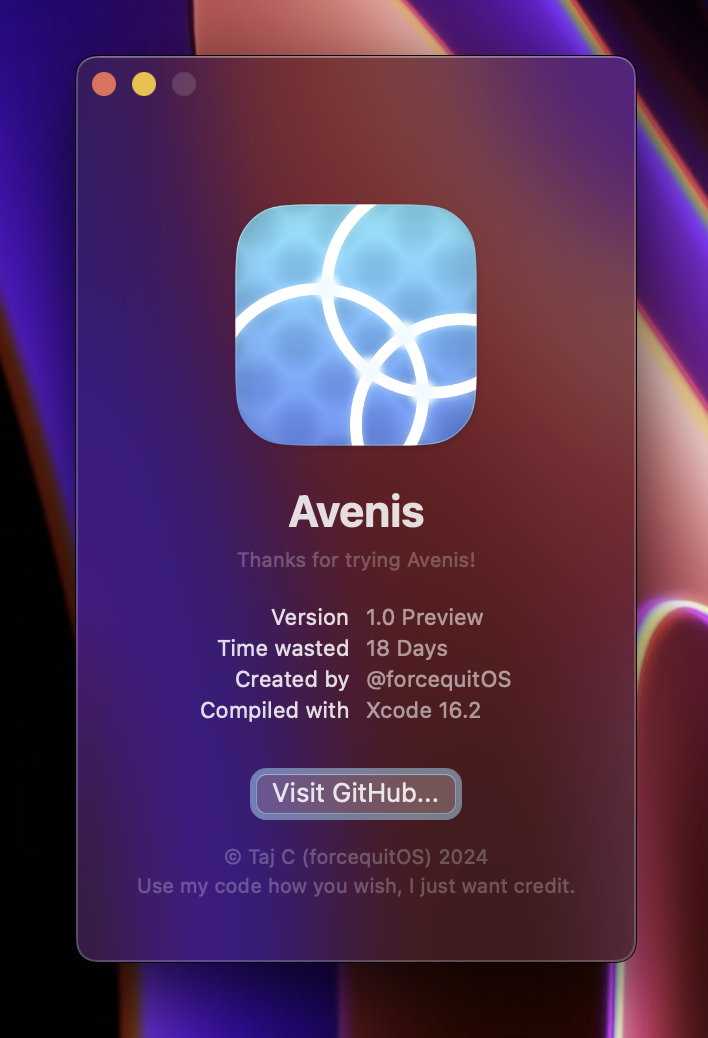 Avenis
Thanks for trying Avenis!
Version 1.0 Preview
Time wasted 18 Days
Created by @forcequitOS
Compiled with Xcode 16.2
Visit GitHub...
© Taj C (forcequitOS) 2024
Use my code how you wish, I just want credit.